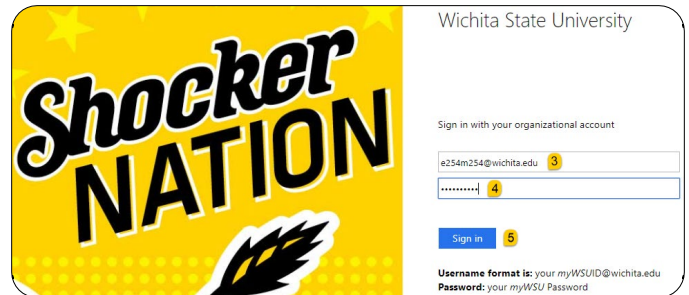 Shocker
NATION
Wichita State University
Sign in with your organizational account
e254m254@wichita.edu 3
•••••••••• 4
Sign in 5
Username format is: your myWSUID@wichita.edu
Password: your myWSU Password